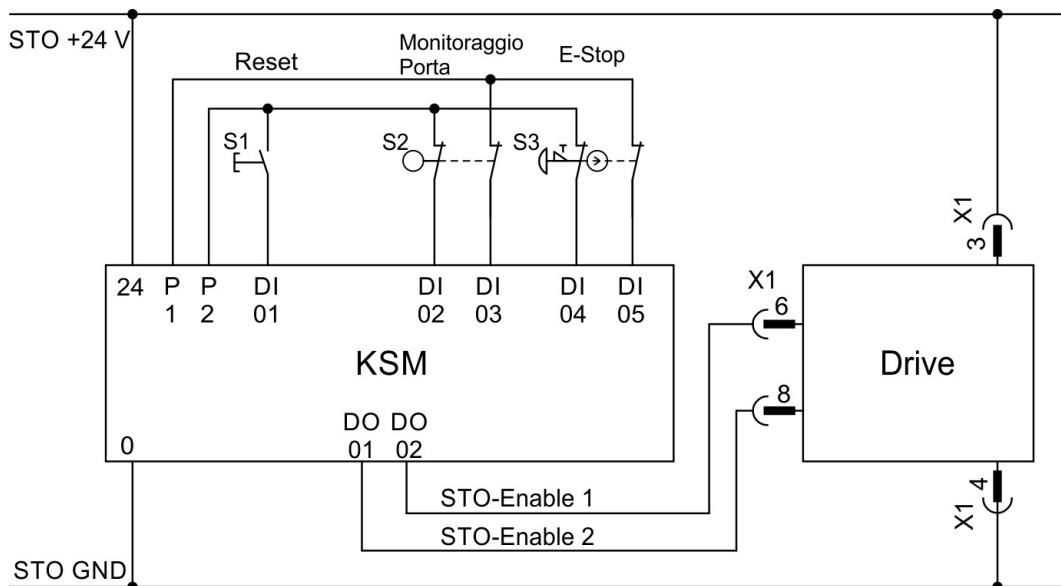 STO +24 V
Reset
Monitoraggio
Porta
E-Stop
S1
S2
S3
X1
3
24 P P DI DI DI DI DI
1 2 01 02 03 04 05
X1
6
KSM
Drive
8
DO DO
0
01 02
4
X1
STO-Enable 1
STO-Enable 2
STO GND